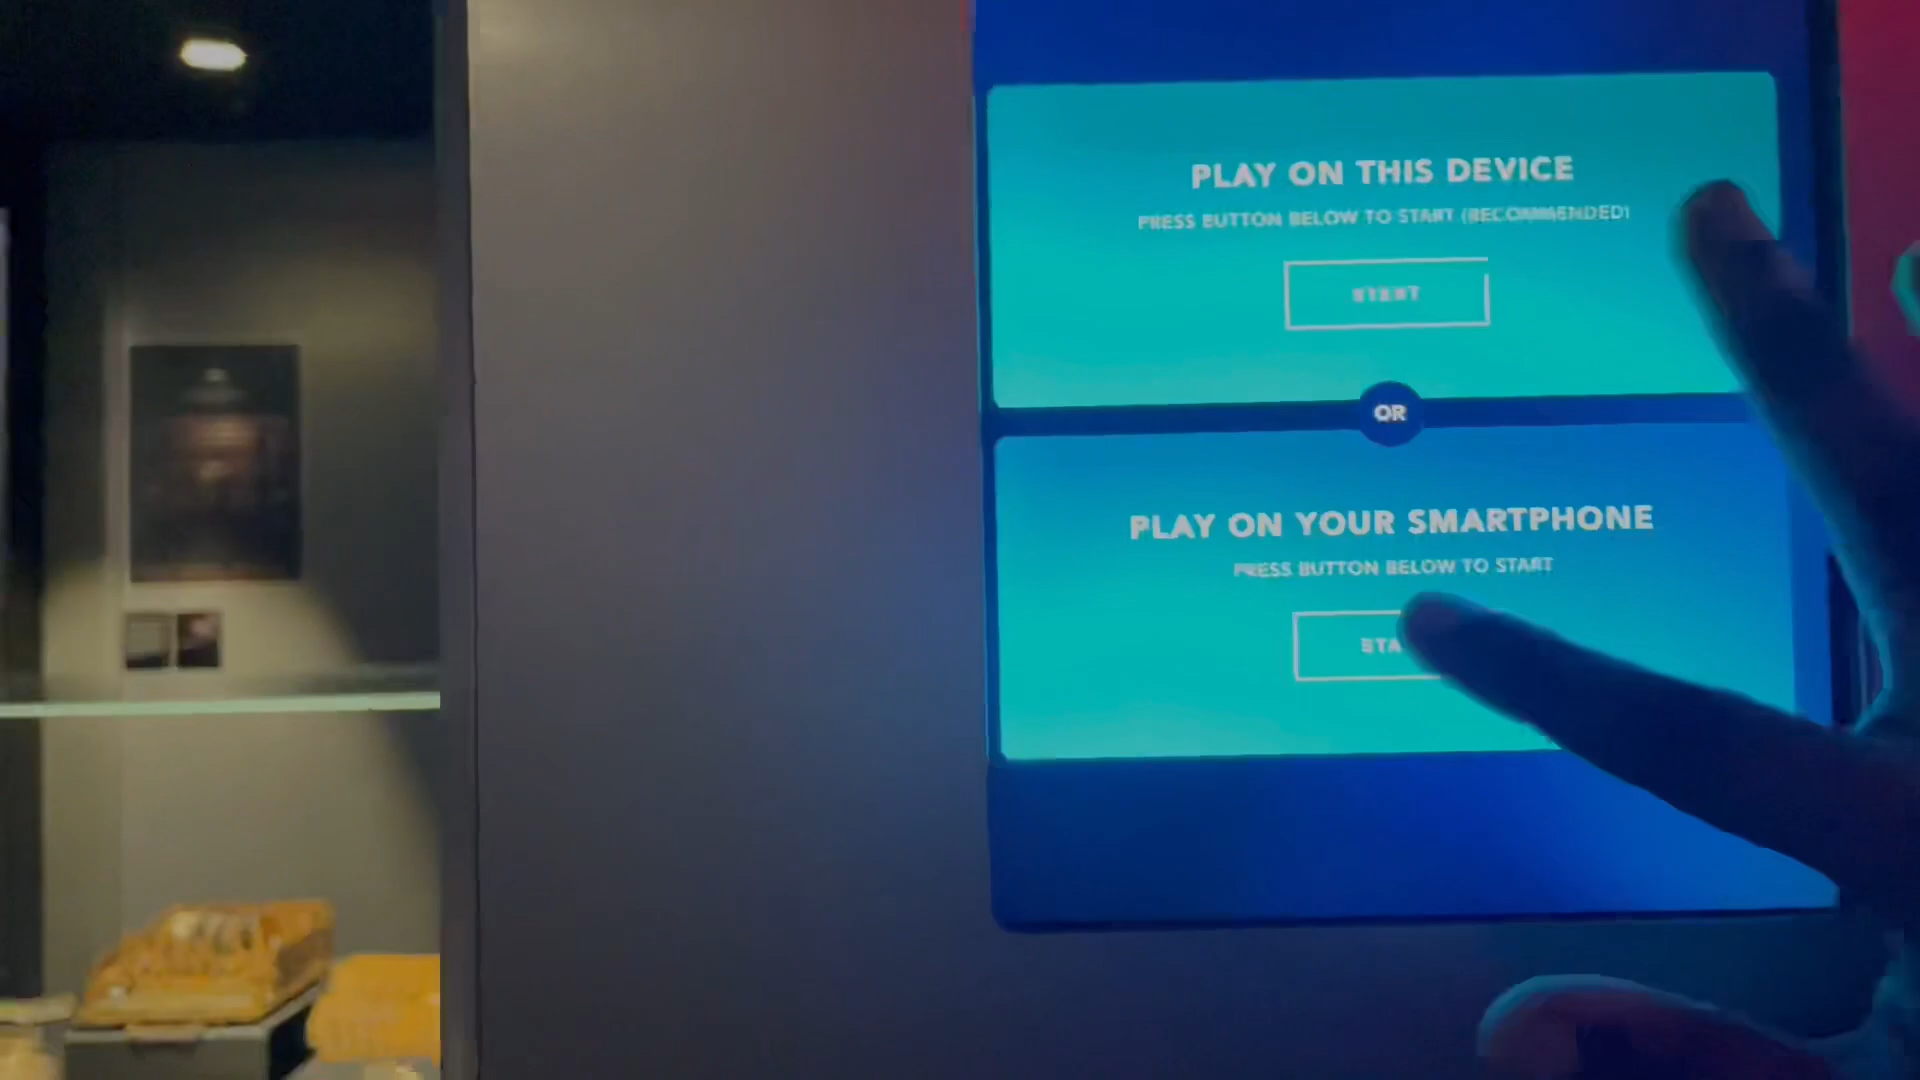 PLAY ON THIS DEVICE
PRESS BUTTON BELOW TO START (RECOMMENDED)
START
OR
PLAY ON YOUR SMARTPHONE
PRESS BUTTON BELOW TO START
STA